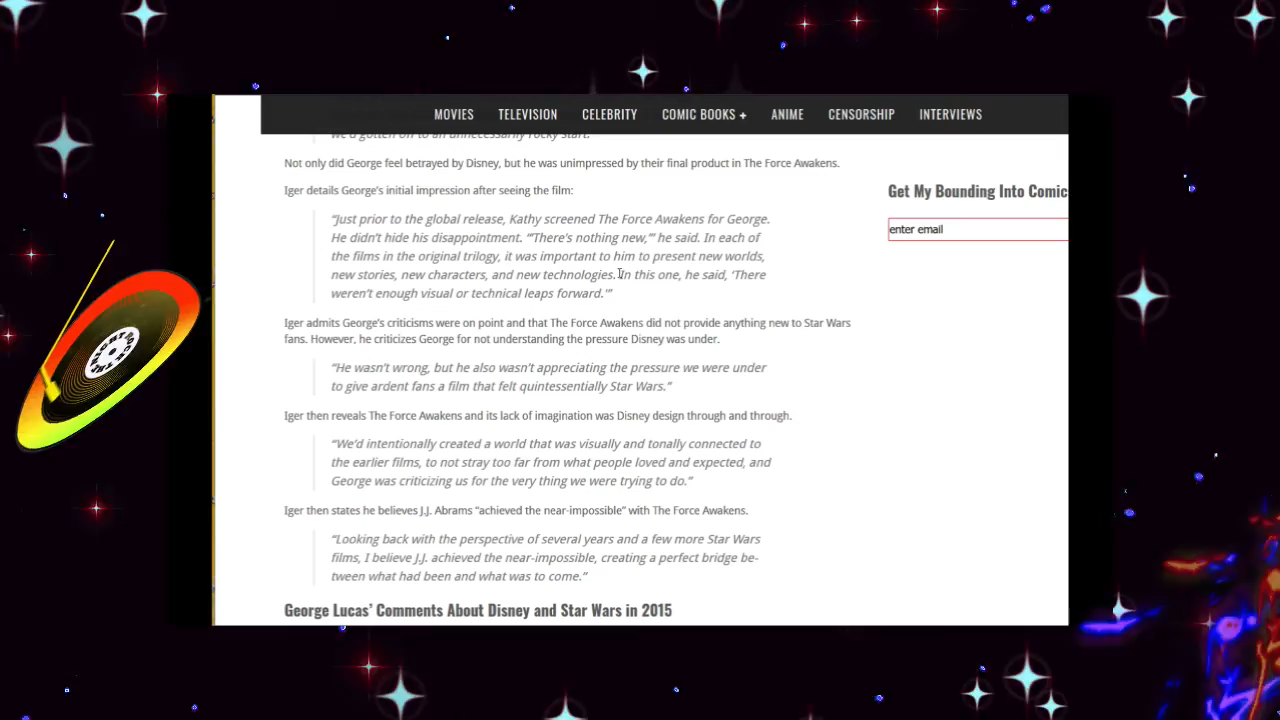 MOVIES TELEVISION CELEBRITY COMIC BOOKS + ANIME CENSORSHIP INTERVIEWS
we'd gotten off to an unnecessarily rocky start.
Not only did George feel betrayed by Disney, but he was unimpressed by their final product in The Force Awakens.
Iger details George's initial impression after seeing the film:
“Just prior to the global release, Kathy screened The Force Awakens for George.
He didn't hide his disappointment. “‘There's nothing new,’” he said. In each of
the films in the original trilogy, it was important to him to present new worlds,
new stories, new characters, and new technologies. In this one, he said, ‘There
weren't enough visual or technical leaps forward.’”
Iger admits George's criticisms were on point and that The Force Awakens did not provide anything new to Star Wars
fans. However, he criticizes George for not understanding the pressure Disney was under.
“He wasn't wrong, but he also wasn't appreciating the pressure we were under
to give ardent fans a film that felt quintessentially Star Wars.”
Iger then reveals The Force Awakens and its lack of imagination was Disney design through and through.
“We'd intentionally created a world that was visually and tonally connected to
the earlier films, to not stray too far from what people loved and expected, and
George was criticizing us for the very thing we were trying to do.”
Iger then states he believes J.J. Abrams “achieved the near-impossible” with The Force Awakens.
“Looking back with the perspective of several years and a few more Star Wars
films, I believe J.J. achieved the near-impossible, creating a perfect bridge be-
tween what had been and what was to come.”
George Lucas’ Comments About Disney and Star Wars in 2015
Get My Bounding Into Comic
enter email